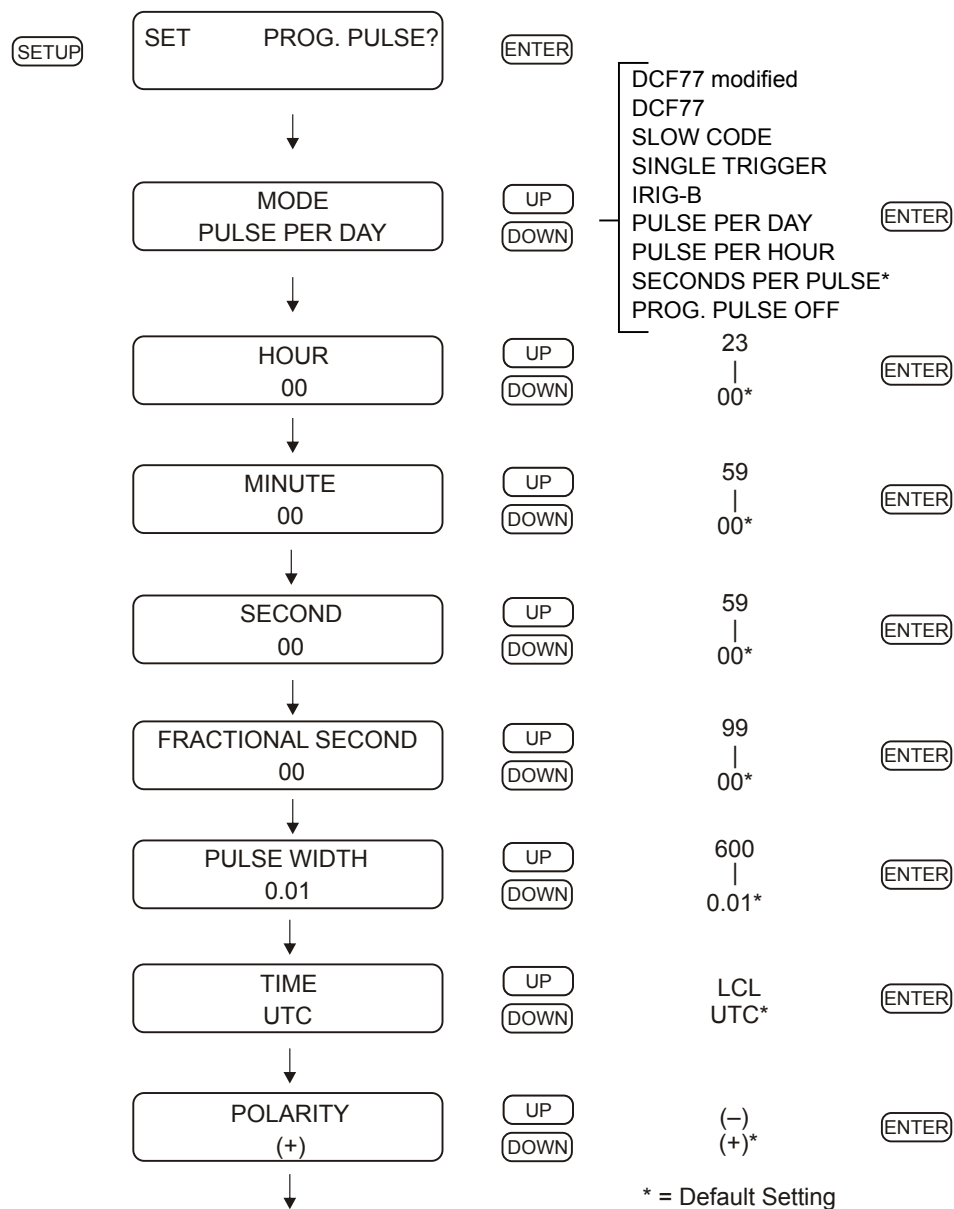 SETUP
SET PROG. PULSE?
ENTER
MODE
PULSE PER DAY
UP
DOWN
DCF77 modified
DCF77
SLOW CODE
SINGLE TRIGGER
IRIG-B
PULSE PER DAY
PULSE PER HOUR
SECONDS PER PULSE*
PROG. PULSE OFF
ENTER
HOUR
00
UP
DOWN
23
00*
ENTER
MINUTE
00
UP
DOWN
59
00*
ENTER
SECOND
00
UP
DOWN
59
00*
ENTER
FRACTIONAL SECOND
00
UP
DOWN
99
00*
ENTER
PULSE WIDTH
0.01
UP
DOWN
600
0.01*
ENTER
TIME
UTC
UP
DOWN
LCL
UTC*
ENTER
POLARITY
(+)
UP
DOWN
(–)
(+)*
ENTER
* = Default Setting